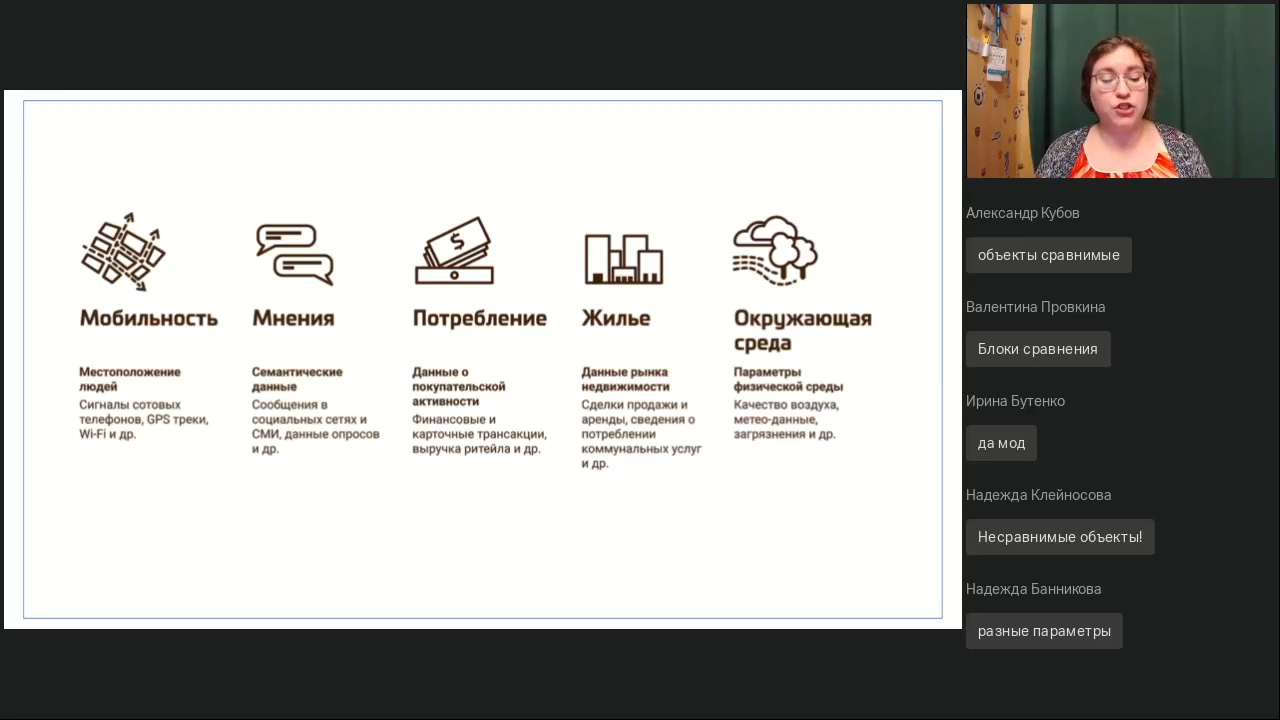 Мобильность
Местоположение
людей
Сигналы сотовых
телефонов, GPS треки,
Wi-Fi и др.
Мнения
Семантические
данные
Сообщения в
социальных сетях и
СМИ, данные опросов
и др.
$
Потребление
Данные о
покупательской
активности
Финансовые и
карточные трансакции,
выручка ритейла и др.
Жилье
Данные рынка
недвижимости
Сделки продажи и
аренды, сведения о
потреблении
коммунальных услуг
и др.
Окружающая
среда
Параметры
физической среды
Качество воздуха,
метео-данные,
загрязнения и др.
Александр Кубов
объекты сравнимые
Валентина Провкина
Блоки сравнения
Ирина Бутенко
да мод
Надежда Клейносова
Несравнимые объекты!
Надежда Банникова
разные параметры